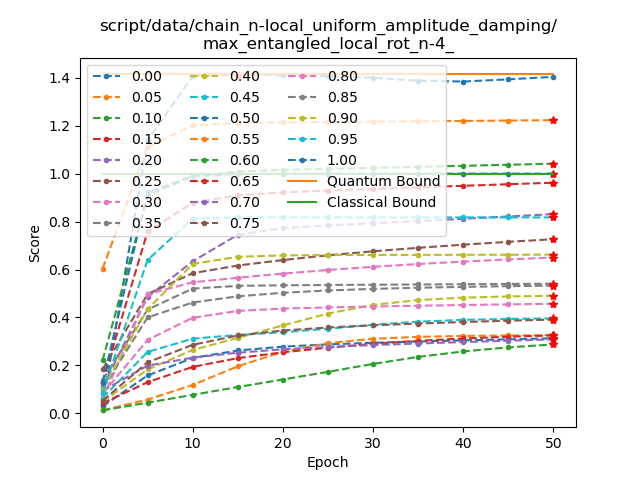 script/data/chain_n-local_uniform_amplitude_damping/
max_entangled_local_rot_n-4_
1.4
1.2
1.0
0.8
0.6
0.4
0.2
0.0
Score
0.00 0.40 0.80
0.05 0.45 0.85
0.10 0.50 0.90
0.15 0.55 0.95
0.20 0.60 1.00
0.25 0.65 Quantum Bound
0.30 0.70 Classical Bound
0.35 0.75
0 10 20 30 40 50
Epoch